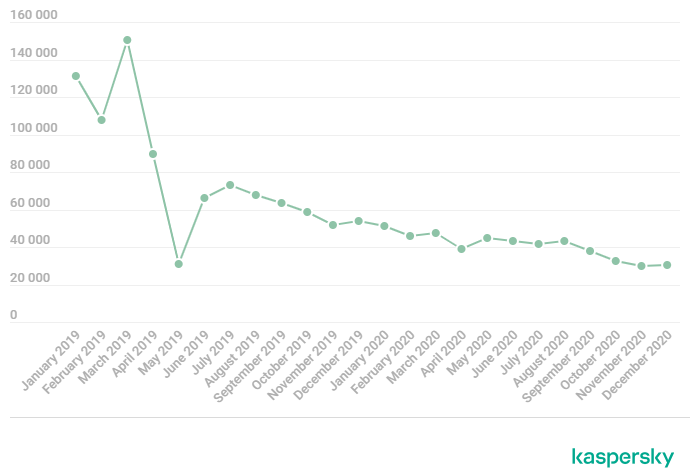 160 000
140 000
120 000
100 000
80 000
60 000
40 000
20 000
0
January 2019
February 2019
March 2019
April 2019
May 2019
June 2019
July 2019
August 2019
September 2019
October 2019
November 2019
December 2019
January 2020
February 2020
March 2020
April 2020
May 2020
June 2020
July 2020
August 2020
September 2020
October 2020
November 2020
December 2020
kaspersky